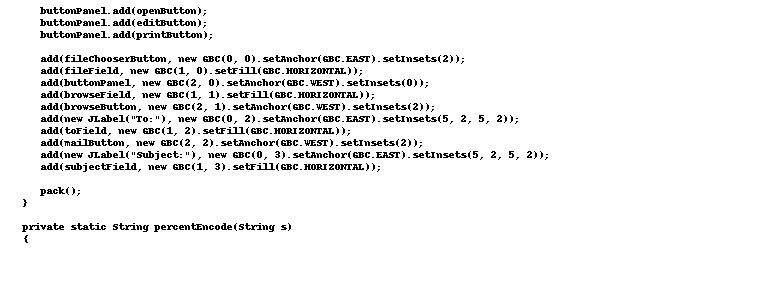 buttonPanel.add(openButton);
buttonPanel.add(editButton);
buttonPanel.add(printButton);
add(fileChooserButton, new GBC(0, 0).setAnchor(GBC.EAST).setInsets(2));
add(fileField, new GBC(1, 0).setFill(GBC.HORIZONTAL));
add(buttonPanel, new GBC(2, 0).setAnchor(GBC.WEST).setInsets(0));
add(browseField, new GBC(1, 1).setFill(GBC.HORIZONTAL));
add(browseButton, new GBC(2, 1).setAnchor(GBC.WEST).setInsets(2));
add(new JLabel("To:"), new GBC(0, 2).setAnchor(GBC.EAST).setInsets(5, 2, 5, 2));
add(toField, new GBC(1, 2).setFill(GBC.HORIZONTAL));
add(mailButton, new GBC(2, 2).setAnchor(GBC.WEST).setInsets(2));
add(new JLabel("Subject:"), new GBC(0, 3).setAnchor(GBC.EAST).setInsets(5, 2, 5, 2));
add(subjectField, new GBC(1, 3).setFill(GBC.HORIZONTAL));
pack();
}
private static String percentEncode(String s)
{